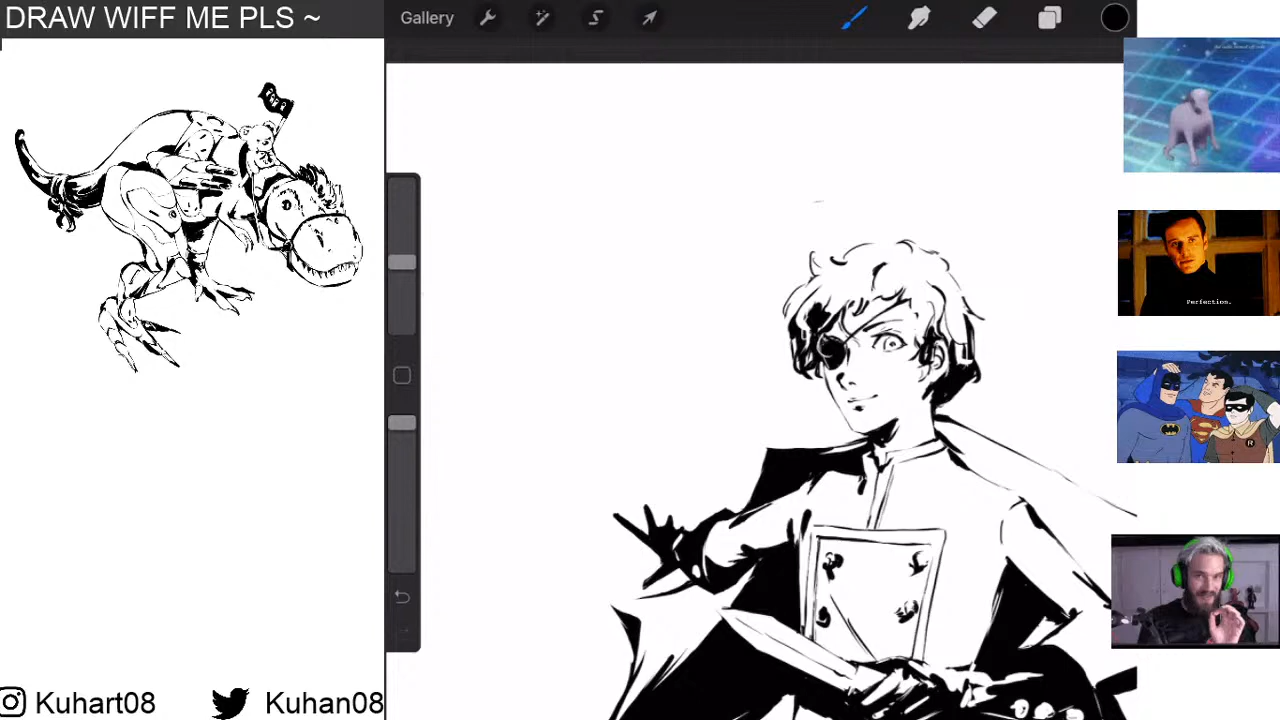 DRAW WIFF ME PLS ~
Gallery
Perfection.
Kuhart08
Kuhan08